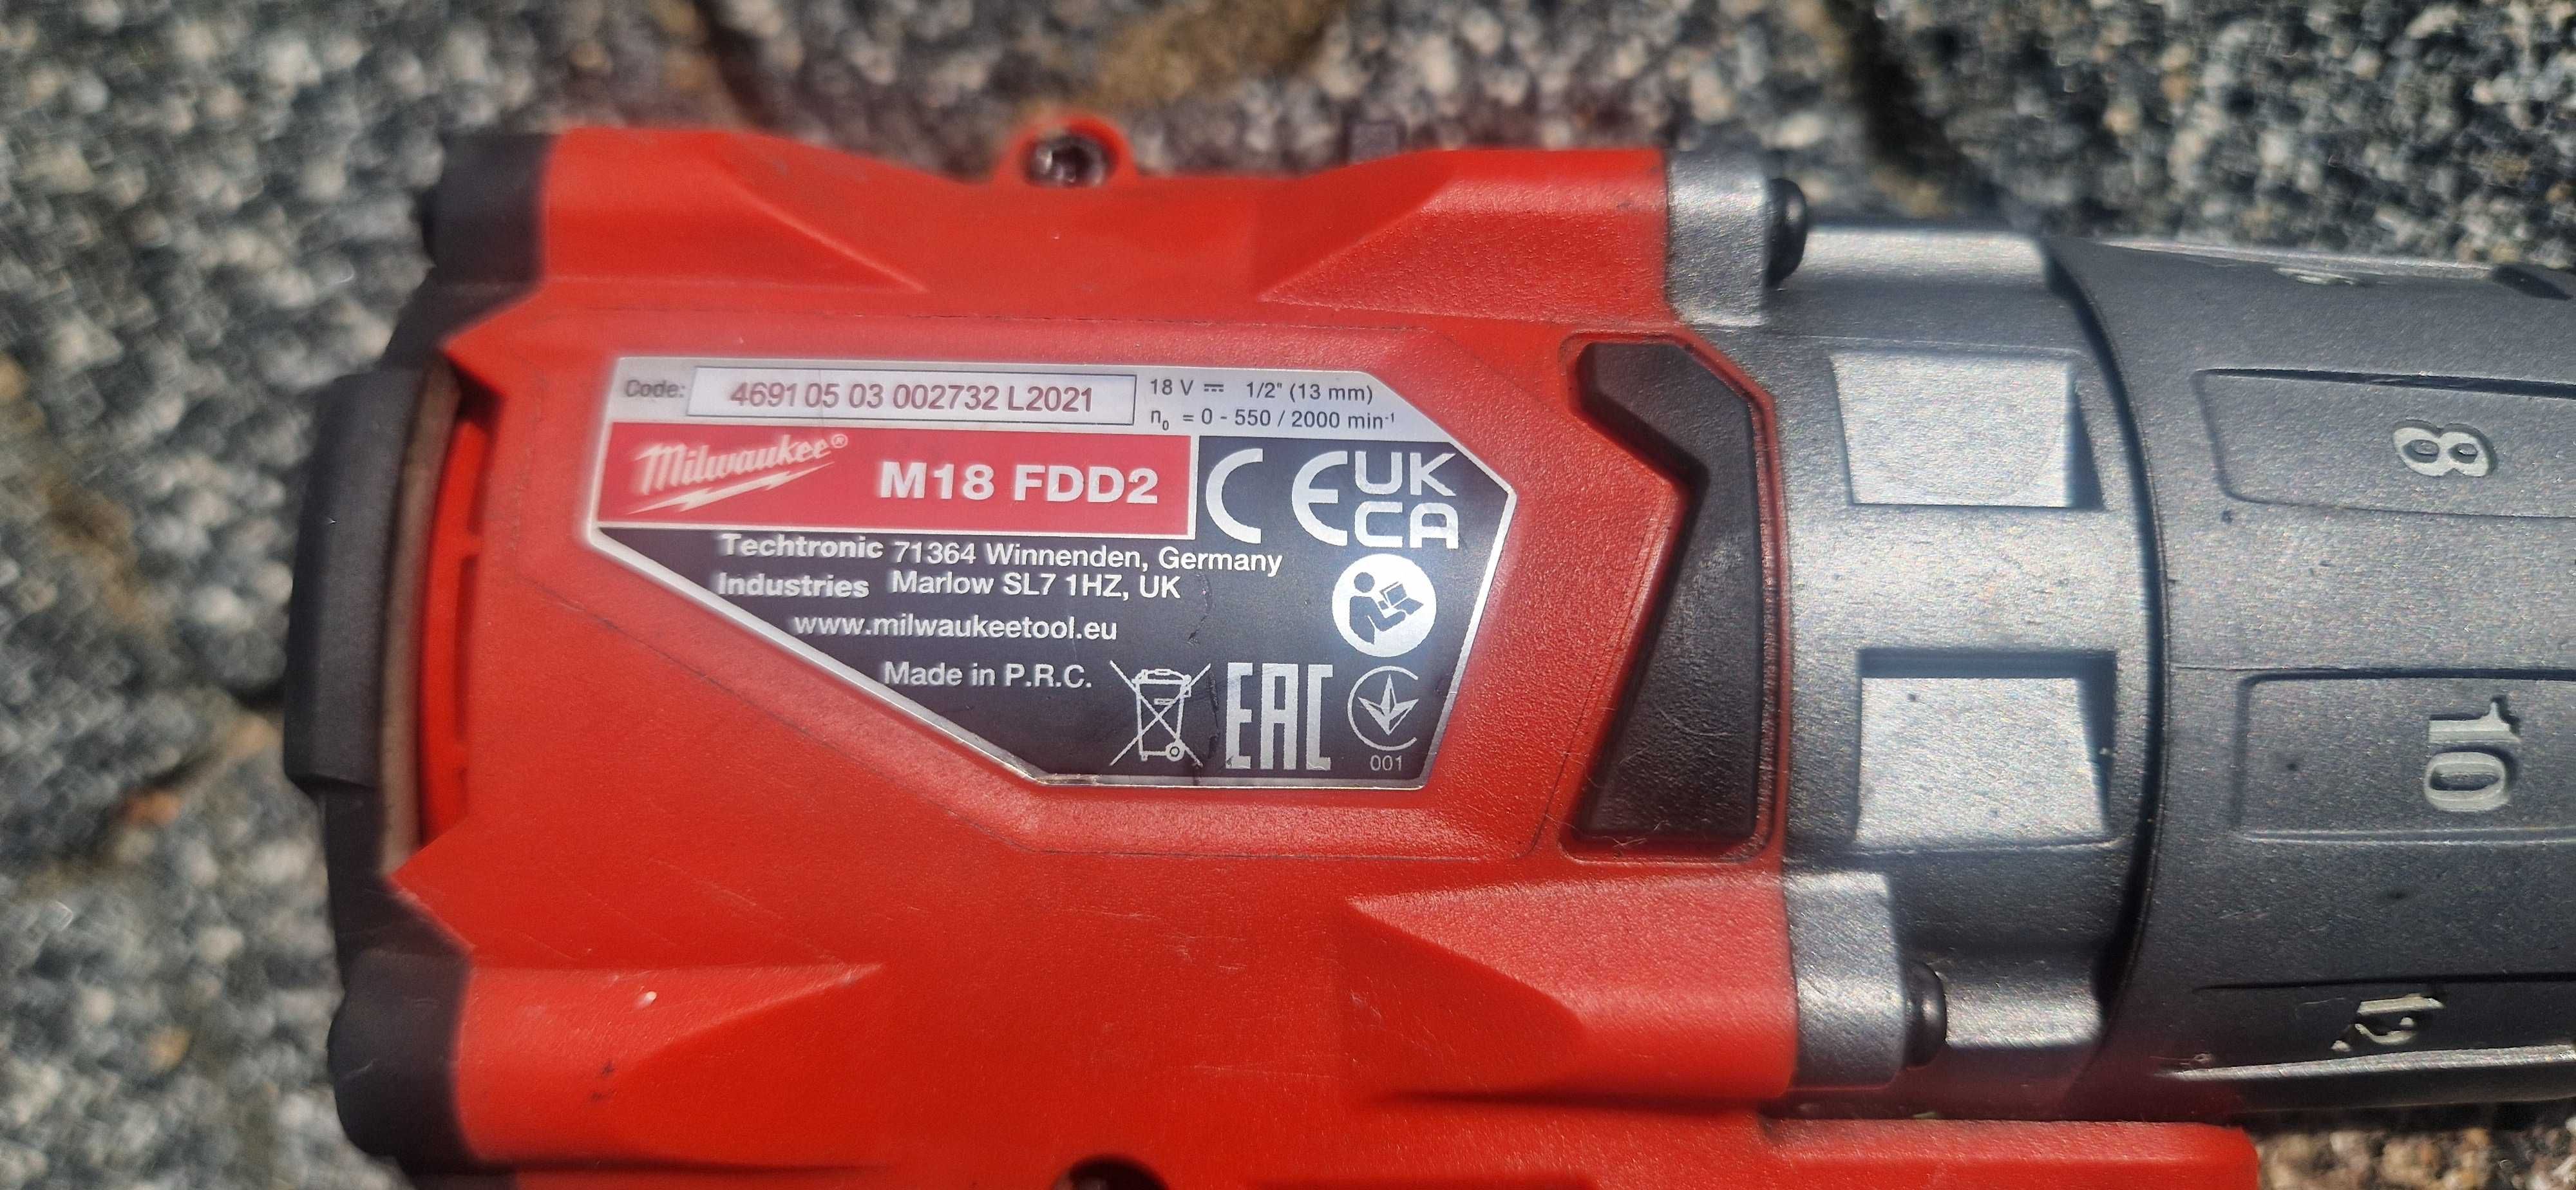 Code: 4691 05 03 002732 L2021
18 V ⎓ 1/2" (13 mm)
n₀ = 0 - 550 / 2000 min⁻¹
Milwaukee® M18 FDD2
CE UK CA
Techtronic 71364 Winnenden, Germany
Industries Marlow SL7 1HZ, UK
www.milwaukeetool.eu
Made in P.R.C.
EAC
001
8
10
12